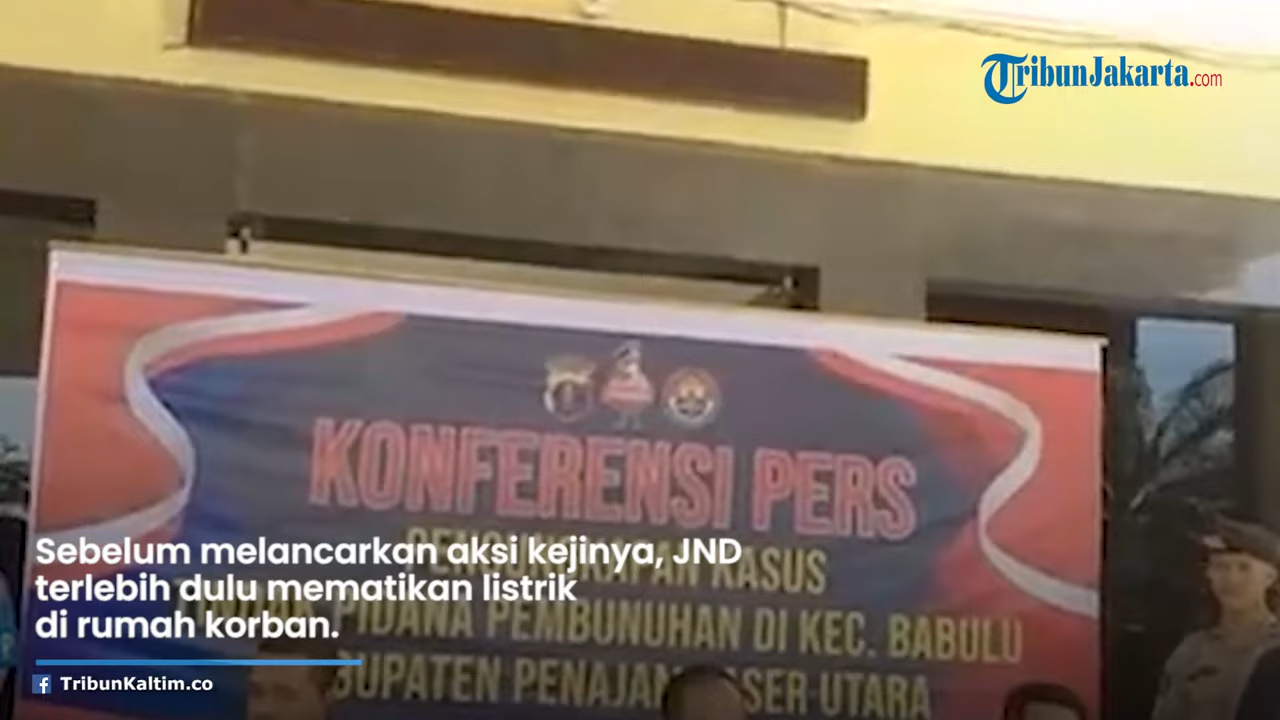 TribunJakarta.com
KONFERENSI PERS
KASUS
PIDANA PEMBUNUHAN DI KEC. BABULU
UTARA
Sebelum melancarkan aksi kejinya, JND
terlebih dulu mematikan listrik
di rumah korban.
TribunKaltim.co